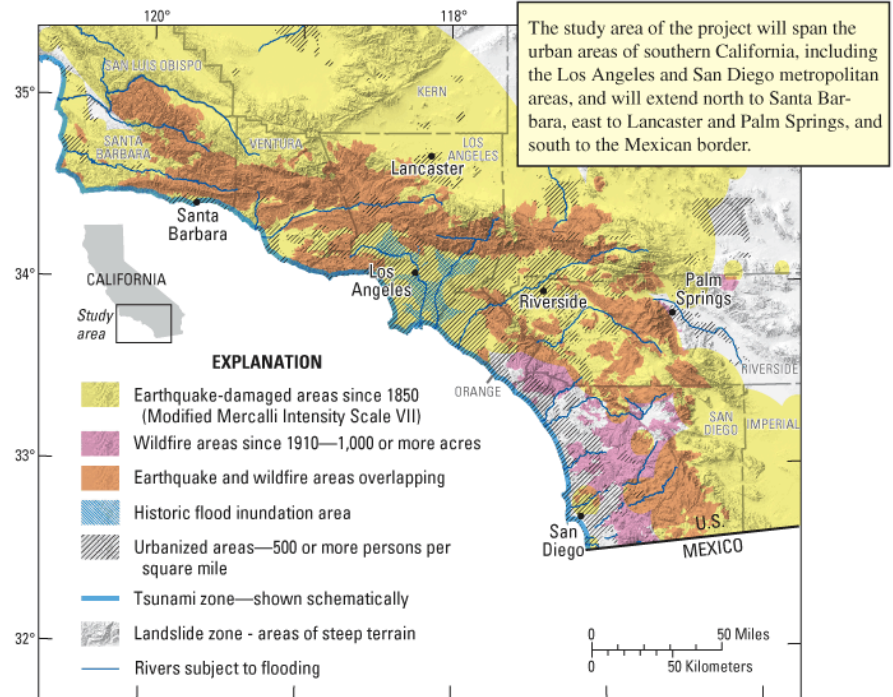 120°
118°
The study area of the project will span the
urban areas of southern California, including
the Los Angeles and San Diego metropolitan
areas, and will extend north to Santa Bar-
bara, east to Lancaster and Palm Springs, and
south to the Mexican border.
SAN LUIS OBISPO
35°
KERN
SANTA
BARBARA
VENTURA
LOS
ANGELES
Lancaster
Santa
Barbara
34°
Los
Angeles
CALIFORNIA
Riverside
Palm
Springs
Study
area
RIVERSIDE
ORANGE
SAN
DIEGO
IMPERIAL
33°
San
Diego
U.S.
MEXICO
EXPLANATION
Earthquake-damaged areas since 1850
(Modified Mercalli Intensity Scale VII)
Wildfire areas since 1910—1,000 or more acres
Earthquake and wildfire areas overlapping
Historic flood inundation area
Urbanized areas—500 or more persons per
square mile
Tsunami zone—shown schematically
Landslide zone - areas of steep terrain
Rivers subject to flooding
32°
0
50 Miles
0
50 Kilometers